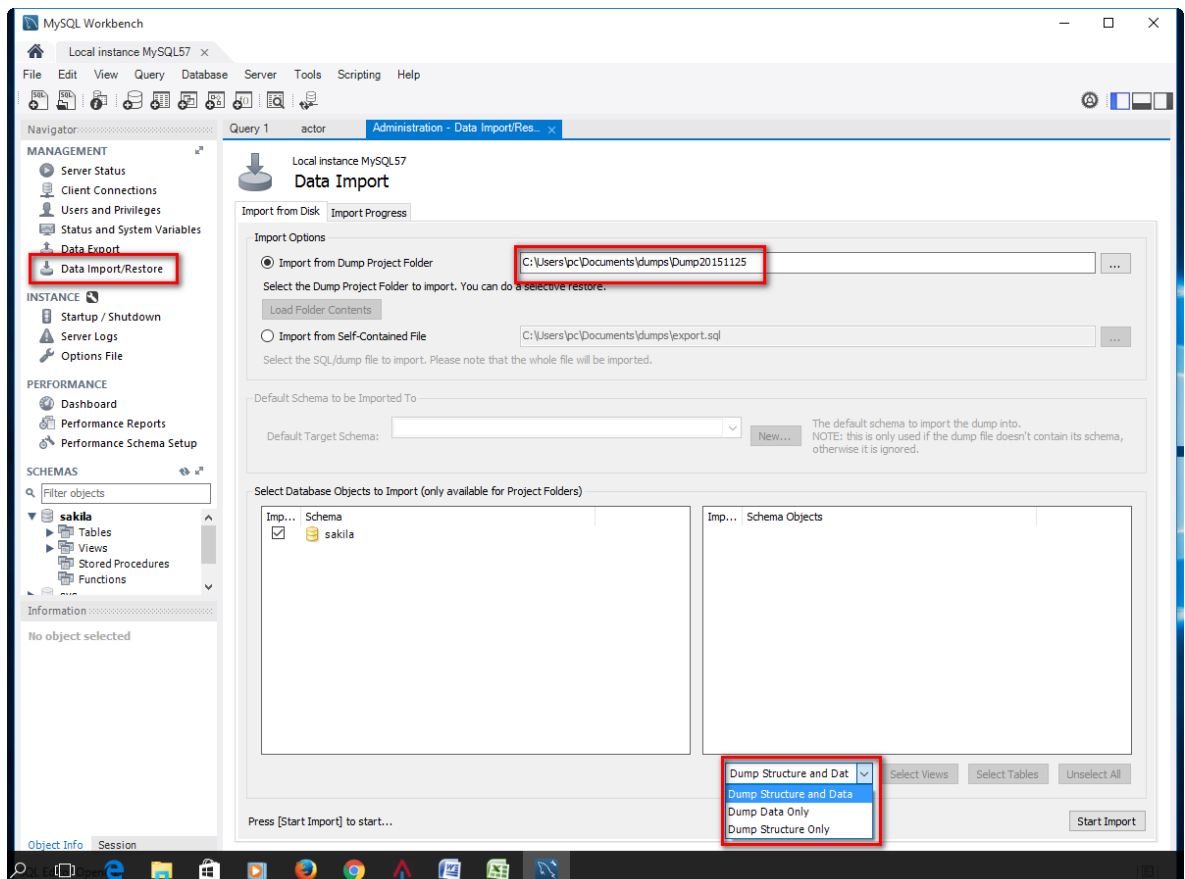 MySQL Workbench
Local instance MySQL57
File Edit View Query Database Server Tools Scripting Help
Navigator
MANAGEMENT
Server Status
Client Connections
Users and Privileges
Status and System Variables
Data Export
Data Import/Restore
INSTANCE
Startup / Shutdown
Server Logs
Options File
PERFORMANCE
Dashboard
Performance Reports
Performance Schema Setup
SCHEMAS
Filter objects
sakila
Tables
Views
Stored Procedures
Functions
sys
Information
No object selected
Object Info Session
Query 1 actor Administration - Data Import/Res...
Local instance MySQL57
Data Import
Import from Disk Import Progress
Import Options
Import from Dump Project Folder C:\Users\pc\Documents\dumps\Dump20151125 ...
Select the Dump Project Folder to import. You can do a selective restore.
Load Folder Contents
Import from Self-Contained File C:\Users\pc\Documents\dumps\export.sql ...
Select the SQL/dump file to import. Please note that the whole file will be imported.
Default Schema to be Imported To
Default Target Schema: New...
The default schema to import the dump into.
NOTE: this is only used if the dump file doesn't contain its schema,
otherwise it is ignored.
Select Database Objects to Import (only available for Project Folders)
Imp... Schema
sakila
Imp... Schema Objects
Dump Structure and Dat Select Views Select Tables Unselect All
Dump Structure and Data
Dump Data Only
Dump Structure Only
Press [Start Import] to start... Start Import